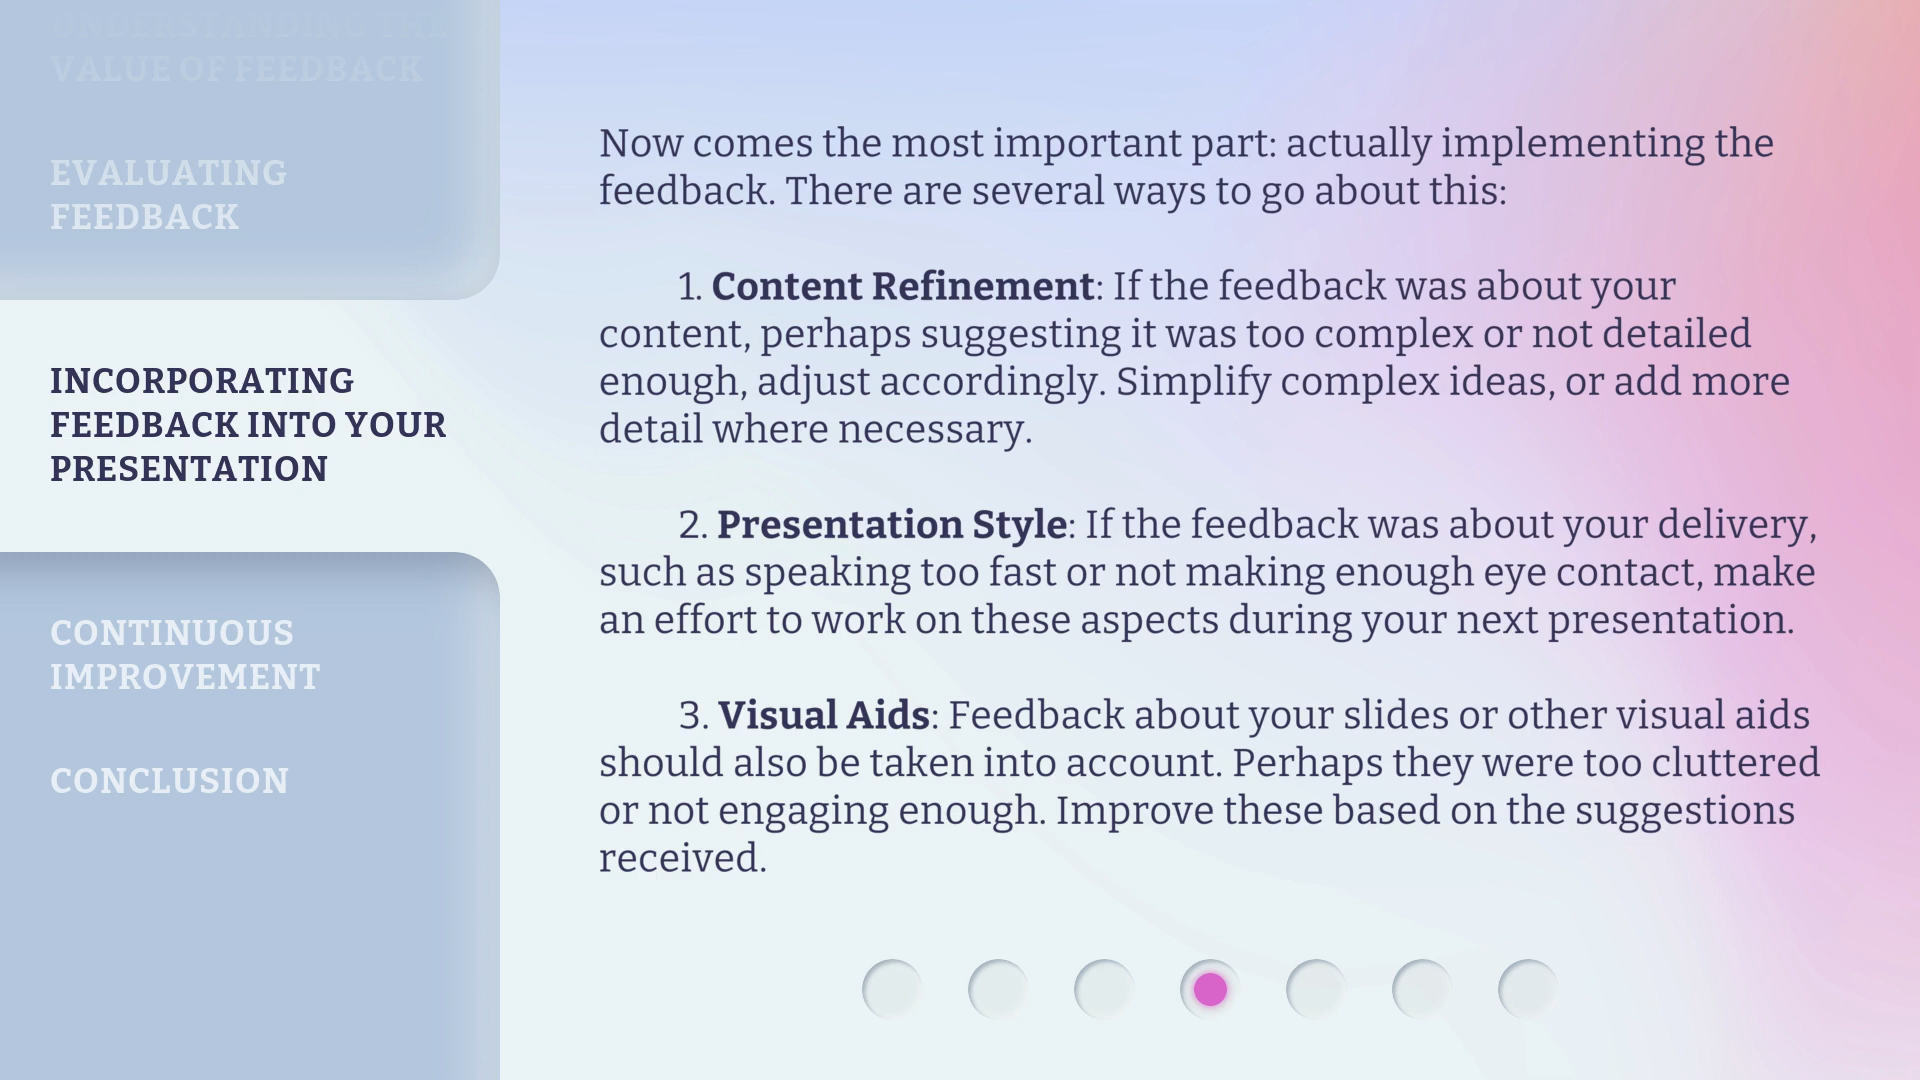 UNDERSTANDING THE
VALUE OF FEEDBACK
EVALUATING
FEEDBACK
INCORPORATING
FEEDBACK INTO YOUR
PRESENTATION
CONTINUOUS
IMPROVEMENT
CONCLUSION
Now comes the most important part: actually implementing the
feedback. There are several ways to go about this:
1. Content Refinement: If the feedback was about your
content, perhaps suggesting it was too complex or not detailed
enough, adjust accordingly. Simplify complex ideas, or add more
detail where necessary.
2. Presentation Style: If the feedback was about your delivery,
such as speaking too fast or not making enough eye contact, make
an effort to work on these aspects during your next presentation.
3. Visual Aids: Feedback about your slides or other visual aids
should also be taken into account. Perhaps they were too cluttered
or not engaging enough. Improve these based on the suggestions
received.